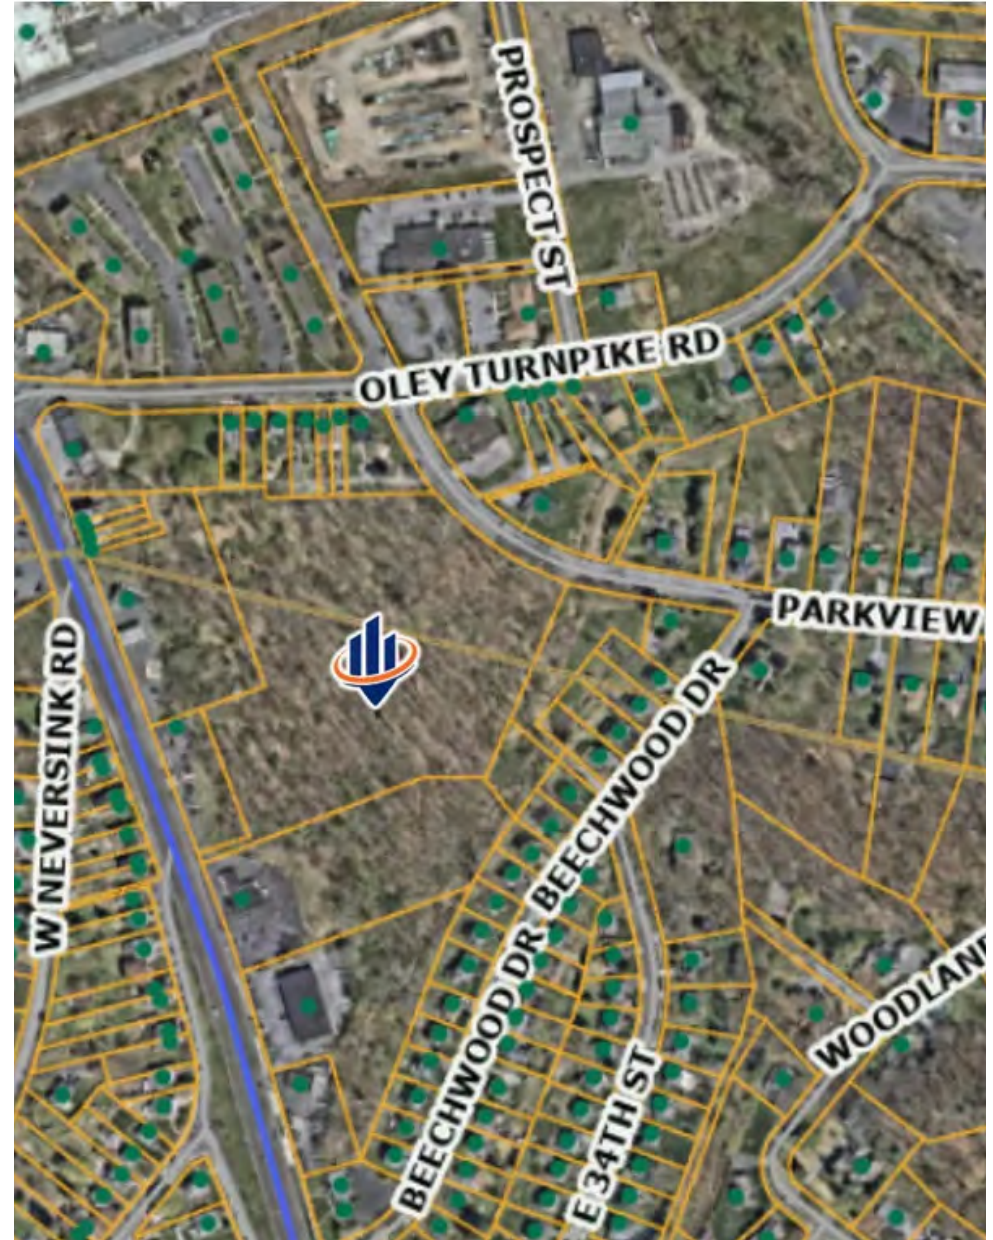 PROSPECT ST
OLEY TURNPIKE RD
PARKVIEW
W NEVERSINK RD
BEECHWOOD DR
BEECHWOOD DR
WOODLAN
E 34TH ST